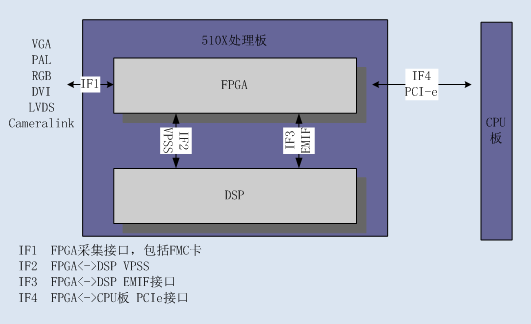 VGA
PAL
RGB
DVI
LVDS
Cameralink
IF1
510X处理板
FPGA
IF2
VPSS
IF3
EMIF
DSP
IF4
PCI-e
CPU
板
IF1 FPGA采集接口，包括FMC卡
IF2 FPGA<->DSP VPSS
IF3 FPGA<->DSP EMIF接口
IF4 FPGA<->CPU板 PCIe接口